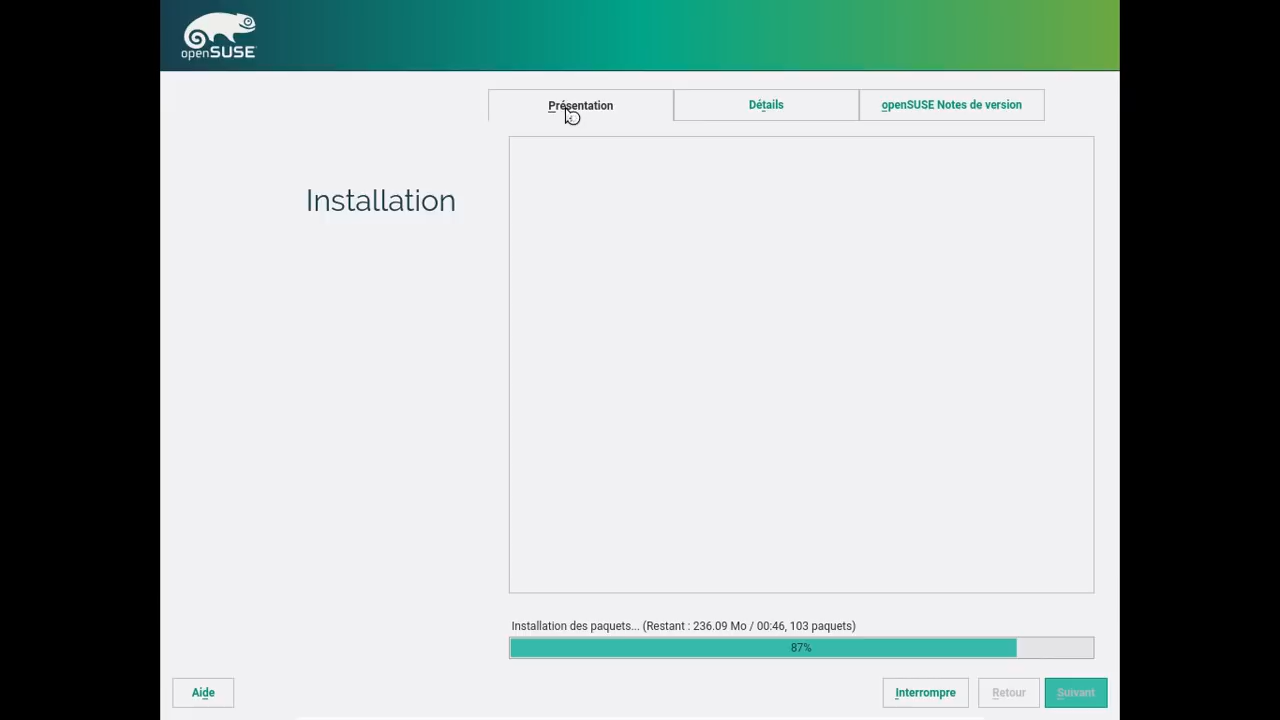 openSUSE
Présentation
Détails
openSUSE Notes de version
Installation
Installation des paquets... (Restant : 236.09 Mo / 00:46, 103 paquets)
87%
Aide
Interrompre
Retour
Suivant